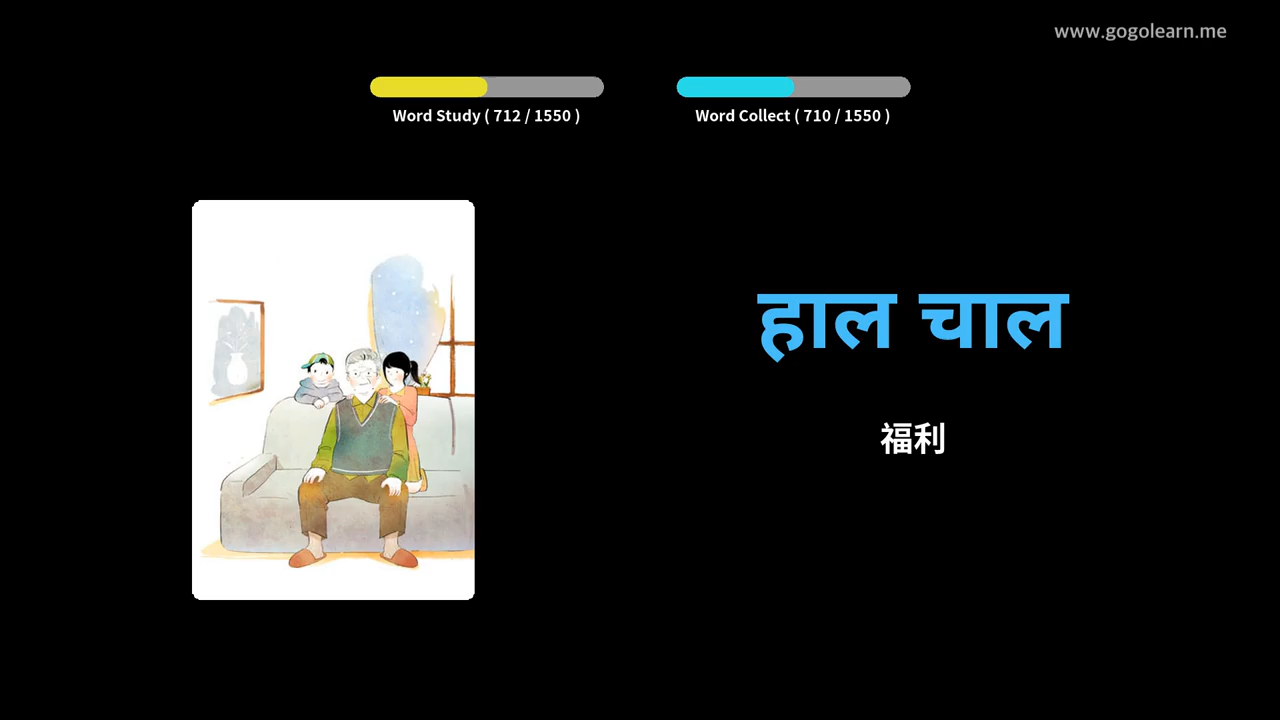 www.gogolearn.me
Word Study ( 712 / 1550 )
Word Collect ( 710 / 1550 )
हाल चाल
福利